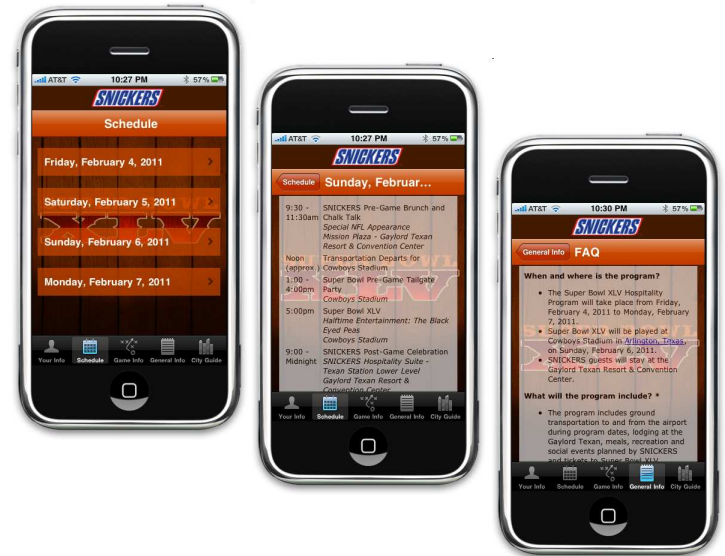 AT&T 10:27 PM 57%
SNICKERS
Schedule
Friday, February 4, 2011
Saturday, February 5, 2011
Sunday, February 6, 2011
Monday, February 7, 2011
Your Info Schedule Game Info General Info City Guide
AT&T 10:27 PM 57%
SNICKERS
Schedule Sunday, Februar...
9:30 - SNICKERS Pre-Game Brunch and
11:30am Chalk Talk
Special NFL Appearance
Mission Plaza - Gaylord Texan
Resort & Convention Center
Noon Transportation Departs for
(approx.) Cowboys Stadium
1:00 - Super Bowl Pre-Game Tailgate
4:00pm Party
Cowboys Stadium
5:00pm Super Bowl XLV
Halftime Entertainment: The Black
Eyed Peas
Cowboys Stadium
9:00 - SNICKERS Post-Game Celebration
Midnight SNICKERS Hospitality Suite -
Texan Station Lower Level
Gaylord Texan Resort &
Convention Center
Your Info Schedule Game Info General Info City Guide
AT&T 10:30 PM 57%
SNICKERS
General Info FAQ
When and where is the program?
• The Super Bowl XLV Hospitality
Program will take place from Friday,
February 4, 2011 to Monday, February
7, 2011.
• Super Bowl XLV will be played at
Cowboys Stadium in Arlington, Texas,
on Sunday, February 6, 2011.
• SNICKERS guests will stay at the
Gaylord Texan Resort & Convention
Center.
What will the program include? *
• The program includes ground
transportation to and from the airport
during program dates, lodging at the
Gaylord Texan, meals, recreation and
social events planned by SNICKERS
and tickets to Super Bowl XLV
Your Info Schedule Game Info General Info City Guide